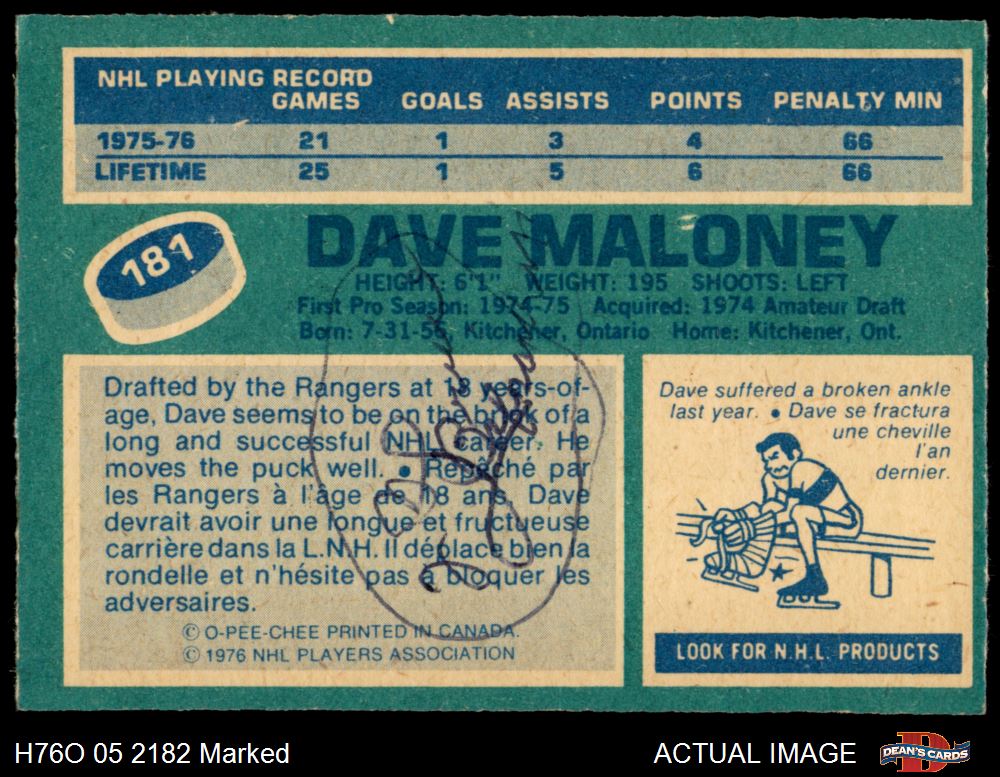 NHL PLAYING RECORD
GAMES GOALS ASSISTS POINTS PENALTY MIN
1975-76 21 1 3 4 66
LIFETIME 25 1 5 6 66
181
DAVE MALONEY
HEIGHT: 6'1" WEIGHT: 195 SHOOTS: LEFT
First Pro Season: 1974-75 Acquired: 1974 Amateur Draft
Born: 7-31-56, Kitchener, Ontario Home: Kitchener, Ont.
Drafted by the Rangers at 18 years-of-
age, Dave seems to be on the brink of a
long and successful NHL career. He
moves the puck well. • Repêché par
les Rangers à l'âge de 18 ans, Dave
devrait avoir une longue et fructueuse
carrière dans la L.N.H. Il déplace bien la
rondelle et n'hésite pas à bloquer les
adversaires.
© O-PEE-CHEE PRINTED IN CANADA.
© 1976 NHL PLAYERS ASSOCIATION
Dave suffered a broken ankle
last year. • Dave se fractura
une cheville
l'an
dernier.
LOOK FOR N.H.L. PRODUCTS
H76O 05 2182 Marked
ACTUAL IMAGE
DEAN'S CARDS